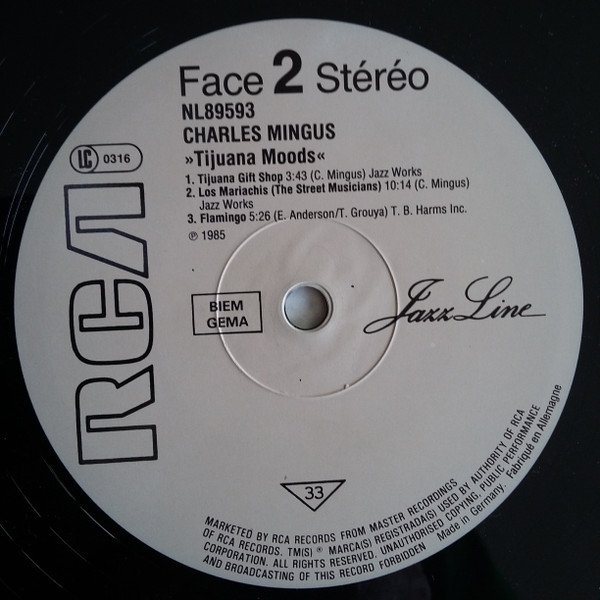 Face 2 Stéréo
NL89593
CHARLES MINGUS
»Tijuana Moods«
LC 0316
1. Tijuana Gift Shop 3:43 (C. Mingus) Jazz Works
2. Los Mariachis (The Street Musicians) 10:14 (C. Mingus)
Jazz Works
3. Flamingo 5:26 (E. Anderson/T. Grouya) T. B. Harms Inc.
℗ 1985
RCA
BIEM
GEMA
Jazz Line
33
MARKETED BY RCA RECORDS FROM MASTER RECORDINGS
OF RCA RECORDS. TM(S) ® MARCA(S) REGISTRADA(S) USED BY AUTHORITY OF RCA
CORPORATION. ALL RIGHTS RESERVED. UNAUTHORISED COPYING, PUBLIC PERFORMANCE
AND BROADCASTING OF THIS RECORD FORBIDDEN
Made in Germany. Fabriqué en Allemagne